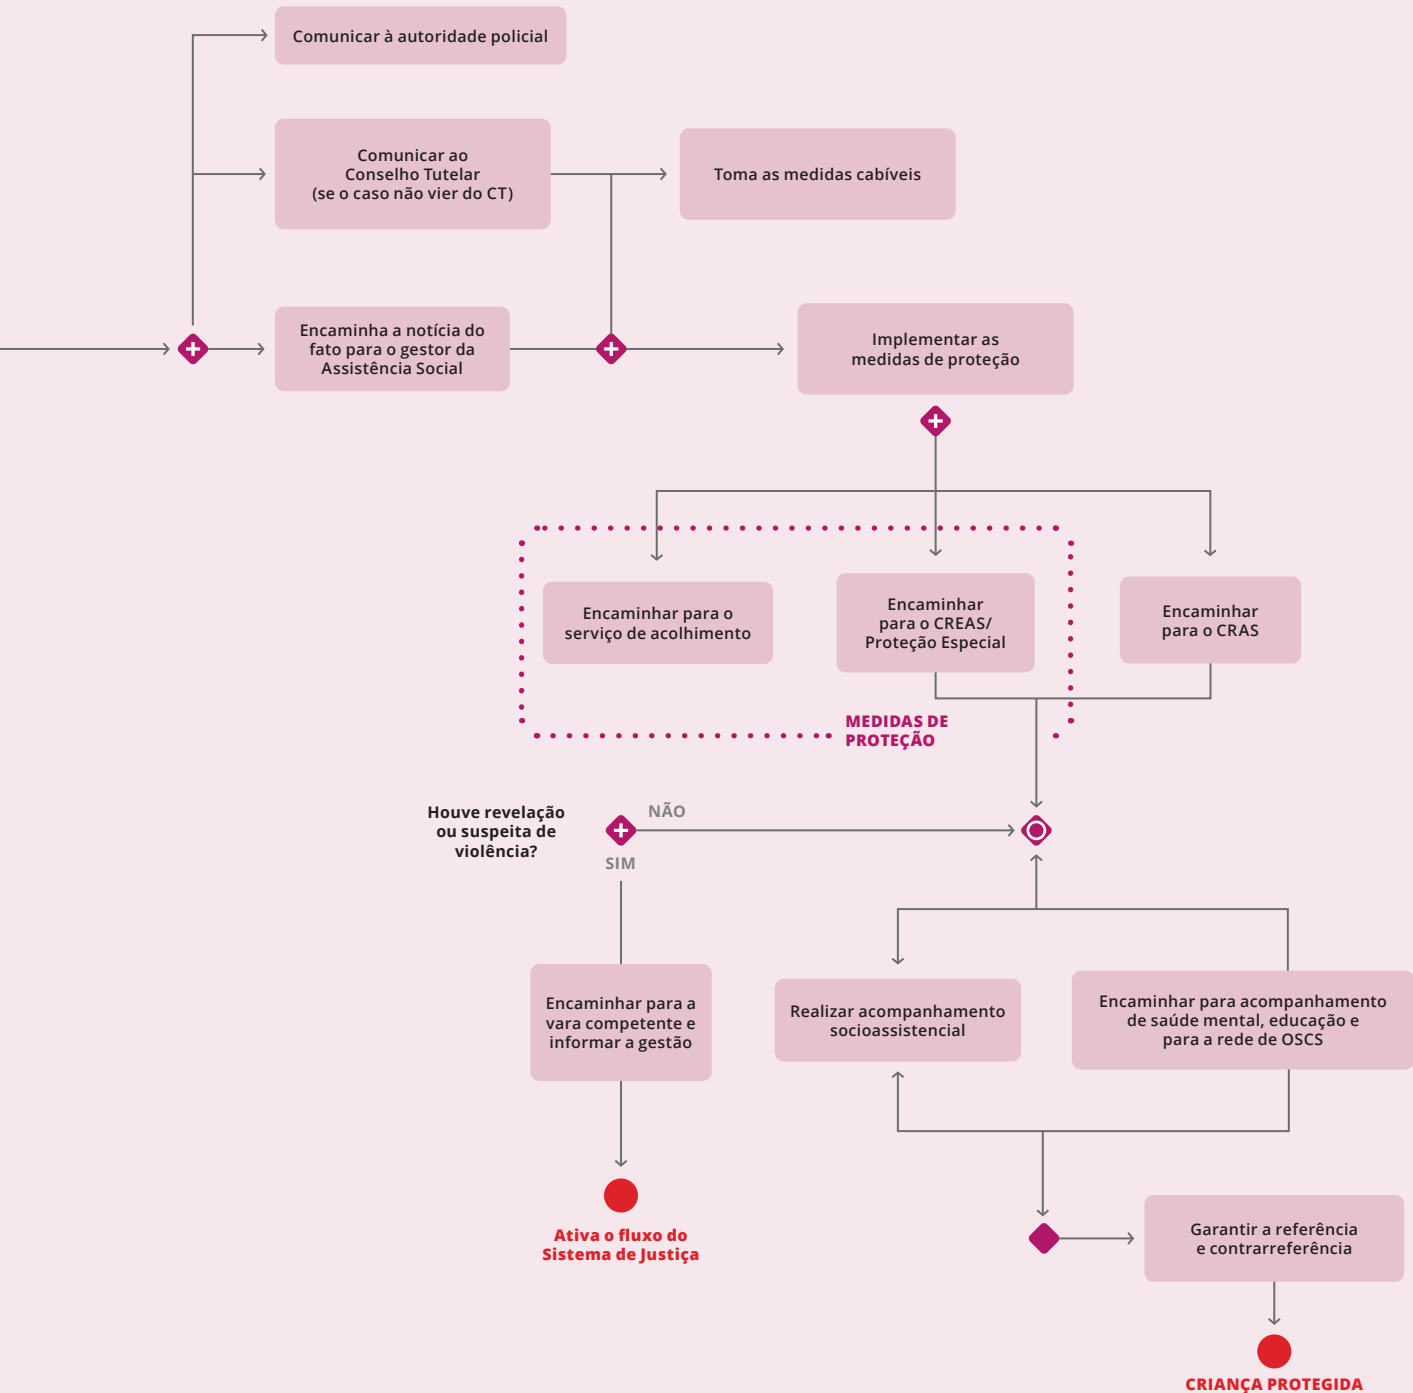 Comunicar à autoridade policial
Comunicar ao
Conselho Tutelar
(se o caso não vier do CT)
Toma as medidas cabíveis
Encaminha a notícia do
fato para o gestor da
Assistência Social
Implementar as
medidas de proteção
Encaminhar para o
serviço de acolhimento
Encaminhar
para o CREAS/
Proteção Especial
Encaminhar
para o CRAS
MEDIDAS DE
PROTEÇÃO
Houve revelação
ou suspeita de
violência?
NÃO
SIM
Encaminhar para a
vara competente e
informar a gestão
Realizar acompanhamento
socioassistencial
Encaminhar para acompanhamento
de saúde mental, educação e
para a rede de OSCS
Ativa o fluxo do
Sistema de Justiça
Garantir a referência
e contrarreferência
CRIANÇA PROTEGIDA